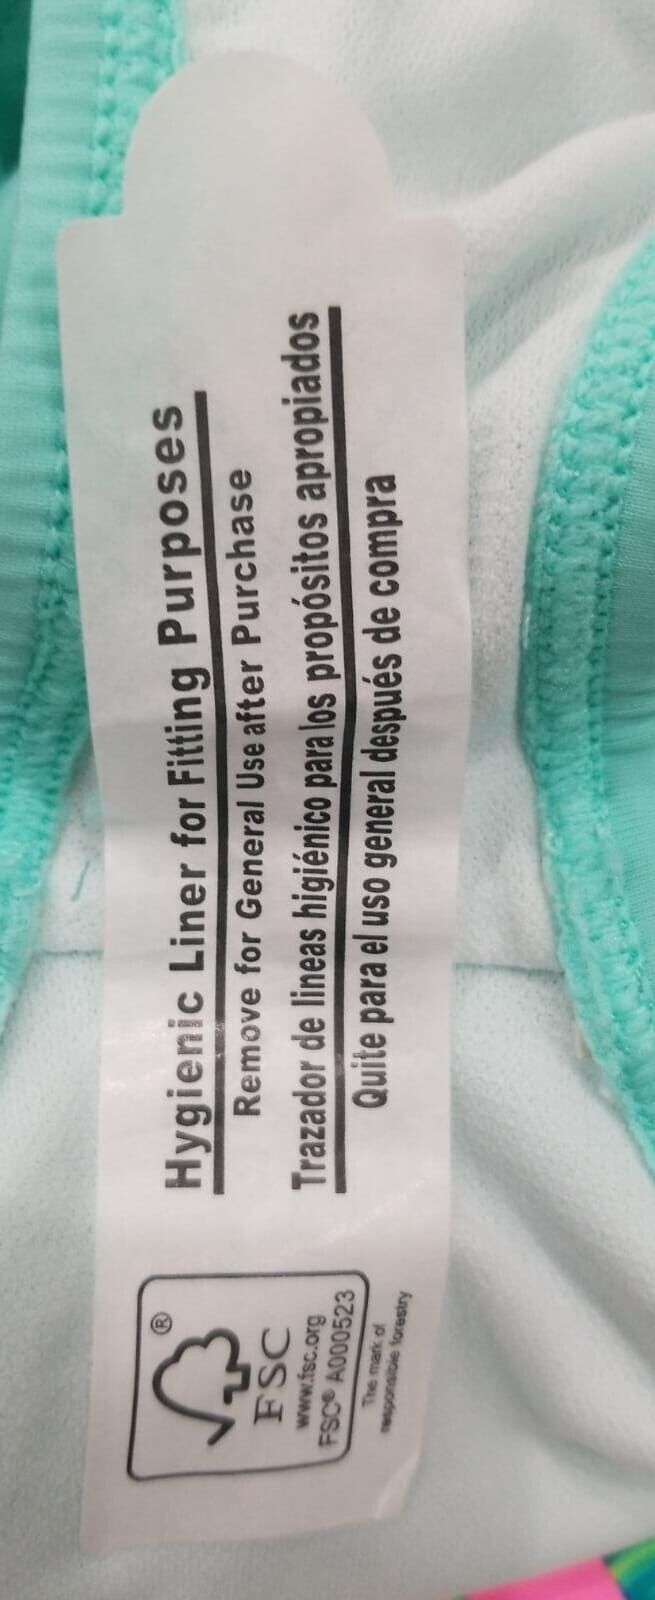 Hygienic Liner for Fitting Purposes
Remove for General Use after Purchase
Trazador de lineas higiénico para los propósitos apropiados
Quite para el uso general después de compra
®
FSC
www.fsc.org
FSC® A000523
The mark of
responsible forestry